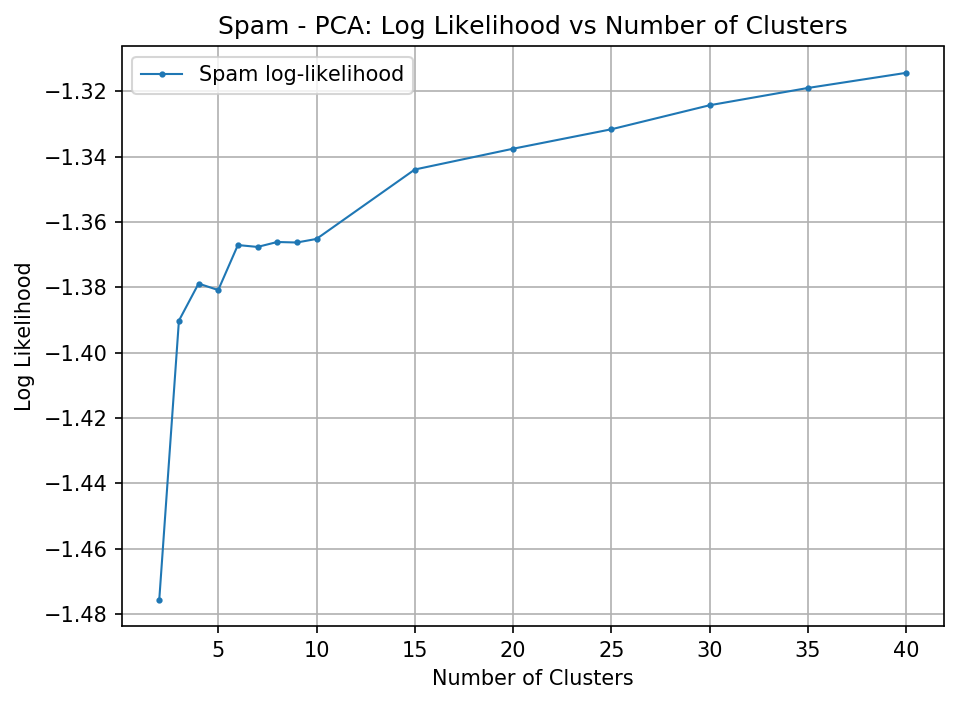 Spam - PCA: Log Likelihood vs Number of Clusters
Spam log-likelihood
−1.32
−1.34
−1.36
−1.38
−1.40
−1.42
−1.44
−1.46
−1.48
Log Likelihood
5 10 15 20 25 30 35 40
Number of Clusters